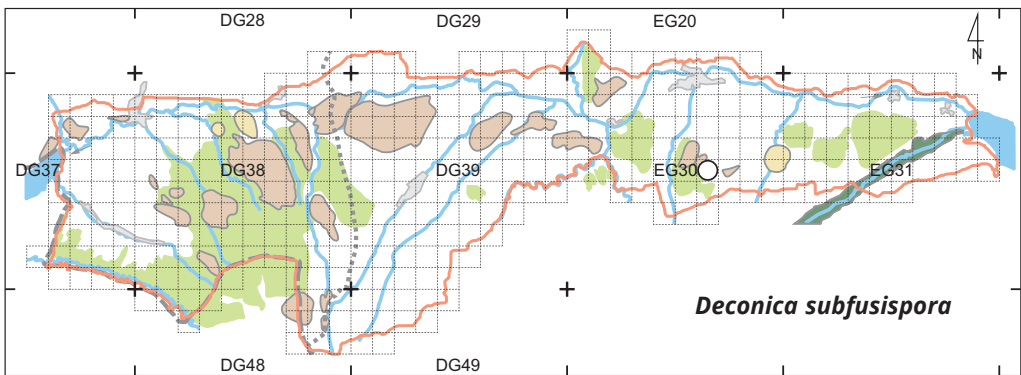 DG28 DG29 EG20
N
DG37 DG38 DG39 EG30 EG31
Deconica subfusispora
DG48 DG49